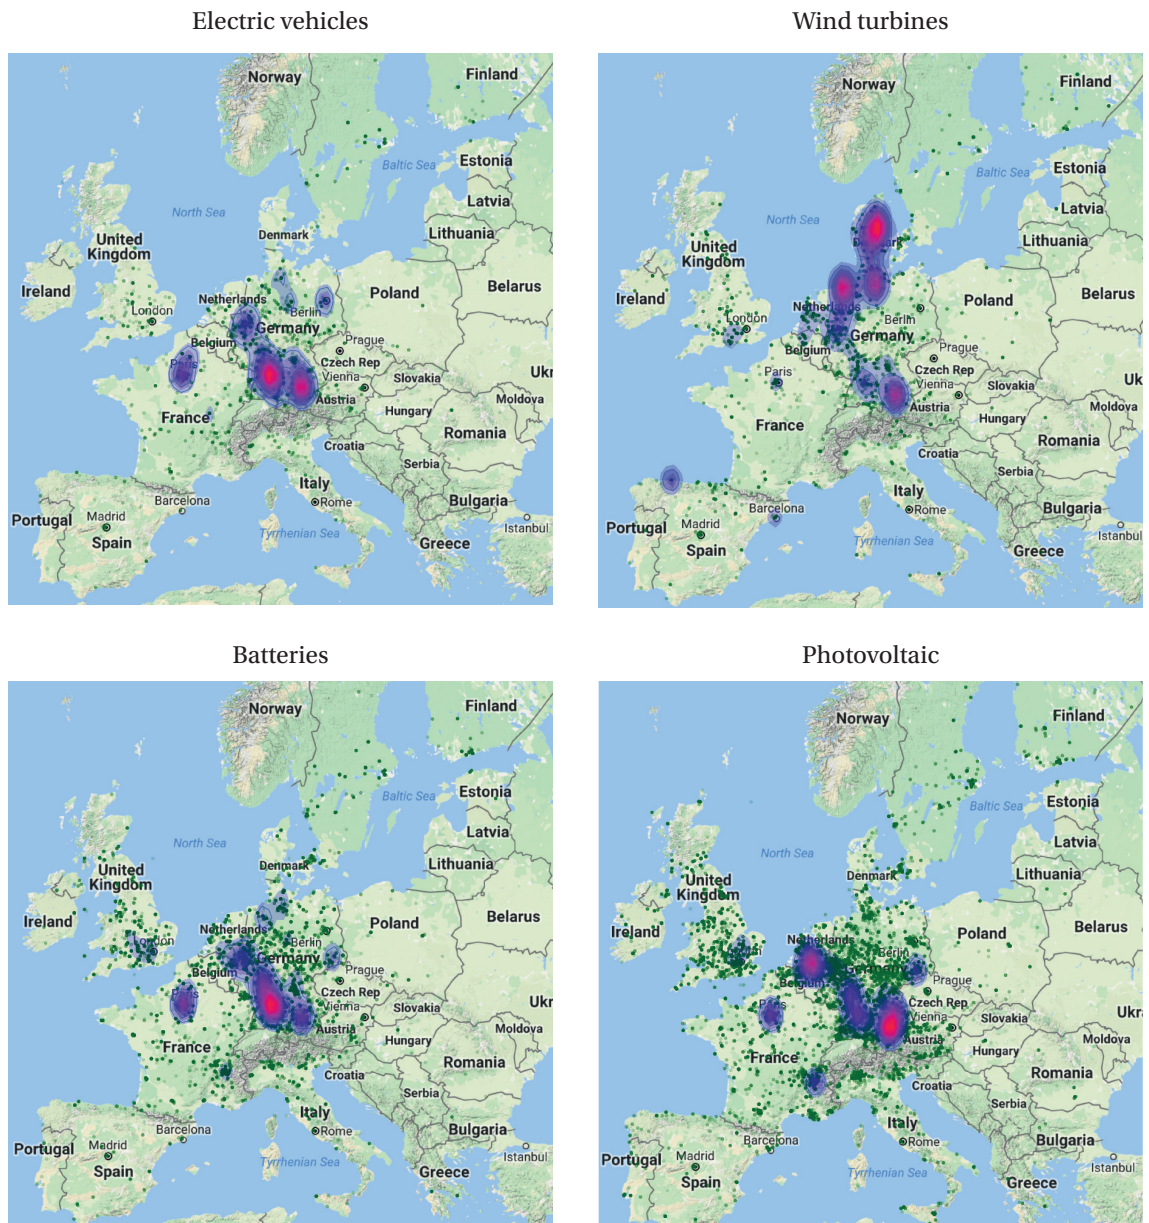 Electric vehicles
Wind turbines
Norway
Finland
Estonia
Baltic Sea
Latvia
North Sea
Lithuania
Denmark
United
Kingdom
Ireland
Belarus
Poland
Netherlands
London
Berlin
Germany
Belgium
Prague
Paris
Czech Rep
Vienna
Slovakia
Ukr
Austria
Moldova
Hungary
France
Romania
Croatia
Serbia
Italy
Barcelona
Rome
Bulgaria
Portugal
Madrid
Istanbul
Tyrrhenian Sea
Spain
Greece
Norway
Finland
Estonia
Baltic Sea
Latvia
North Sea
Lithuania
United
Kingdom
Ireland
Belarus
Poland
Netherlands
London
Berlin
Germany
Belgium
Prague
Paris
Czech Rep
Vienna
Slovakia
Uk
Austria
Moldova
Hungary
France
Romania
Croatia
Serbia
Italy
Barcelona
Rome
Bulgaria
Portugal
Madrid
Istanbul
Tyrrhenian Sea
Spain
Greece
Batteries
Photovoltaic
Norway
Finland
Estonia
Baltic Sea
Latvia
North Sea
Lithuania
Denmark
United
Kingdom
Ireland
Belarus
Poland
Netherlands
London
Berlin
Germany
Belgium
Prague
Paris
Czech Rep
Vienna
Slovakia
Ukr
Austria
Moldova
Hungary
France
Romania
Croatia
Serbia
Italy
Barcelona
Rome
Bulgaria
Portugal
Madrid
Istanbul
Tyrrhenian Sea
Spain
Greece
Norway
Finland
Estonia
Baltic Sea
Latvia
North Sea
Lithuania
Denmark
United
Kingdom
Ireland
Belarus
Poland
Netherlands
Berlin
Germany
Belgium
Prague
Paris
Czech Rep
Vienna
Slovakia
Ukr
Austria
Moldova
Hungary
France
Romania
Croatia
Serbia
Italy
Barcelona
Rome
Bulgaria
Portugal
Madrid
Istanbul
Tyrrhenian Sea
Spain
Greece